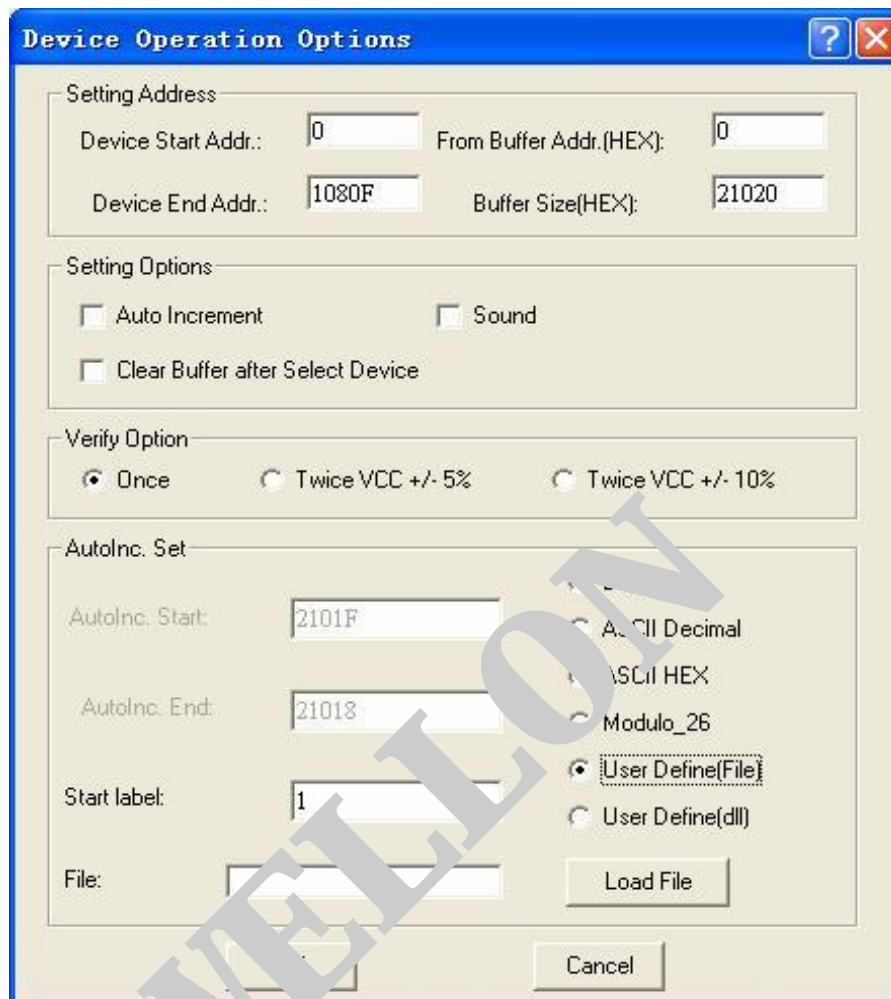 Device Operation Options
Setting Address
Device Start Addr.: 0 From Buffer Addr.(HEX): 0
Device End Addr.: 1080F Buffer Size(HEX): 21020
Setting Options
Auto Increment Sound
Clear Buffer after Select Device
Verify Option
Once Twice VCC +/- 5% Twice VCC +/- 10%
AutoInc. Set
AutoInc. Start: 2101F
ASCII Decimal
ASCII HEX
AutoInc. End: 21018
Modulo_26
User Define(File)
Start label: 1
User Define(dll)
File: Load File
Cancel
VELLON